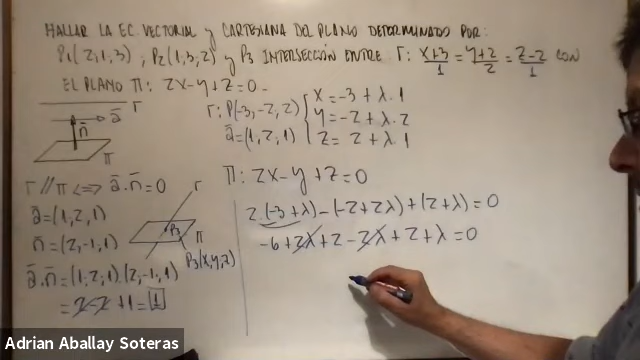 HALLAR LA EC. VECTORIAL y CARTESIANA DEL PLANO DETERMINADOS POR:
P1(2,1,3), P2(1,3,2) y P3 INTERSECCIÓN ENTRE Γ: x+3/1 = y+2/2 = z-2/1 CON
EL PLANO Π: 2x-y+z=0.
Γ
ā
n̄
Π
Γ: P(-3,-2,2)
ā=(1,2,1)
x=-3+λ.1
y=-2+λ.2
z=2+λ.1
Γ//Π <=> ā.n̄=0
ā=(1,2,1)
n̄=(2,-1,1)
ā.n̄=(1,2,1).(2,-1,1)
=2-2+1=1
Γ
P3
Π
P3(x,y,z)
Π: 2x-y+z=0
2.(-3+λ)-(-2+2λ)+(2+λ)=0
-6+2λ+2-2λ+2+λ=0
Adrian Aballay Soteras